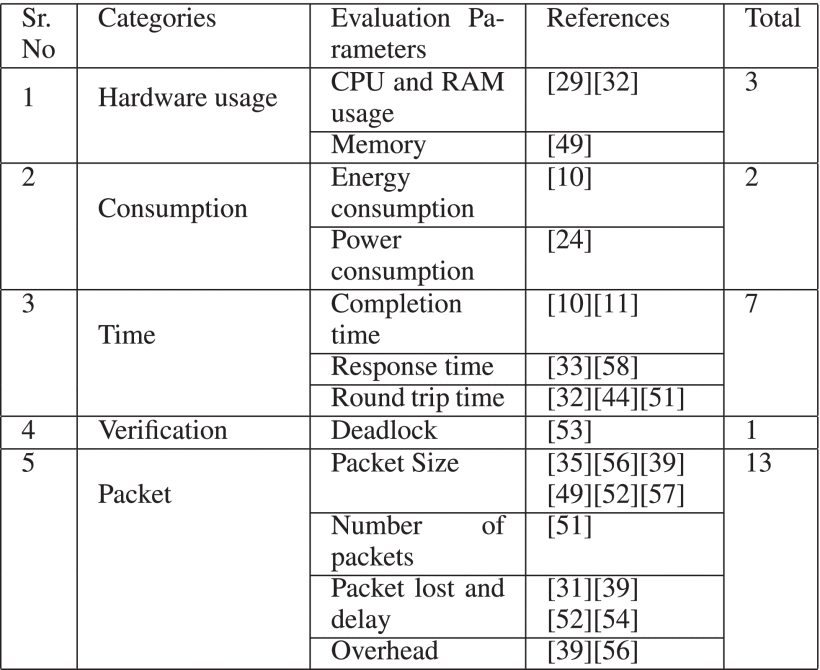 Sr. Categories Evaluation Pa- References Total
No rameters
1 Hardware usage CPU and RAM [29][32] 3
usage
Memory [49]
2 Consumption Energy [10] 2
consumption
Power [24]
consumption
3 Time Completion [10][11] 7
time
Response time [33][58]
Round trip time [32][44][51]
4 Verification Deadlock [53] 1
5 Packet Packet Size [35][56][39] 13
[49][52][57]
Number of [51]
packets
Packet lost and [31][39]
delay [52][54]
Overhead [39][56]